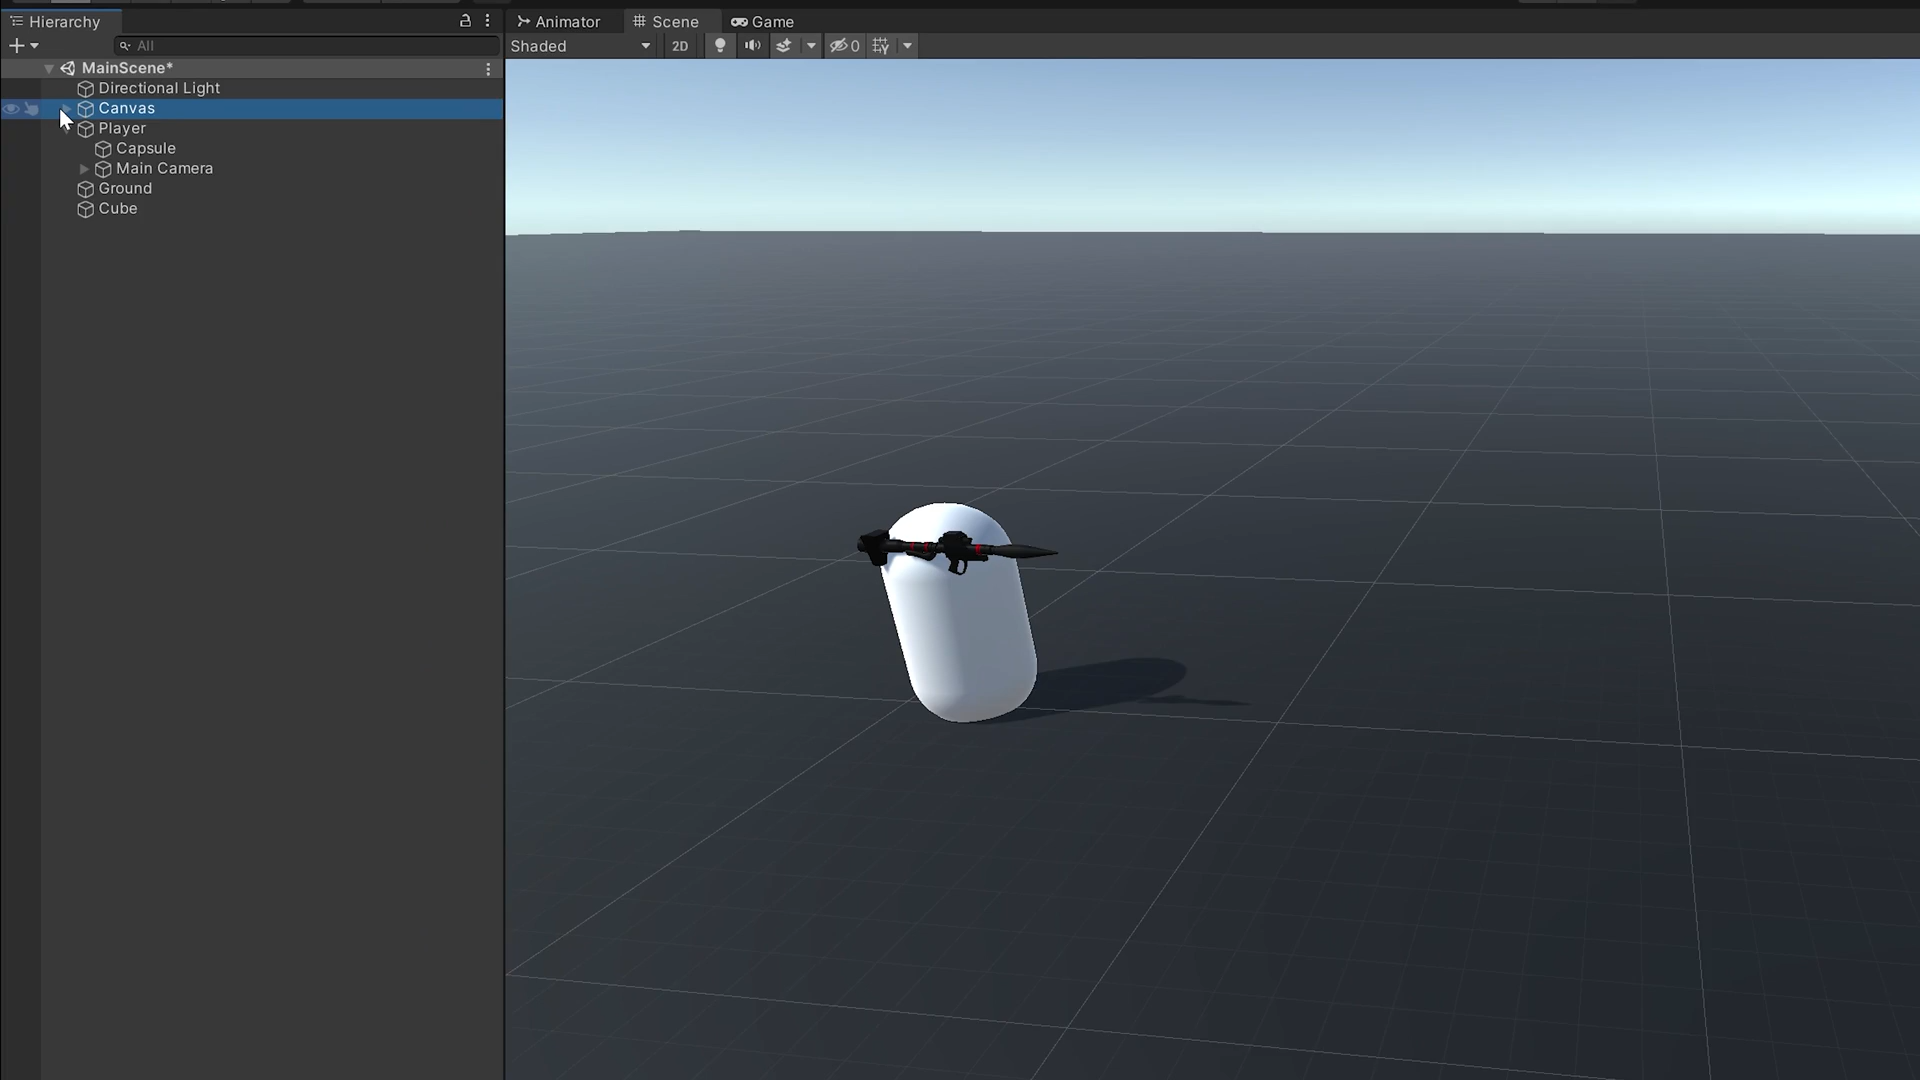 Hierarchy
Animator
Scene
Game
All
Shaded
2D
0
MainScene*
Directional Light
Canvas
Player
Capsule
Main Camera
Ground
Cube